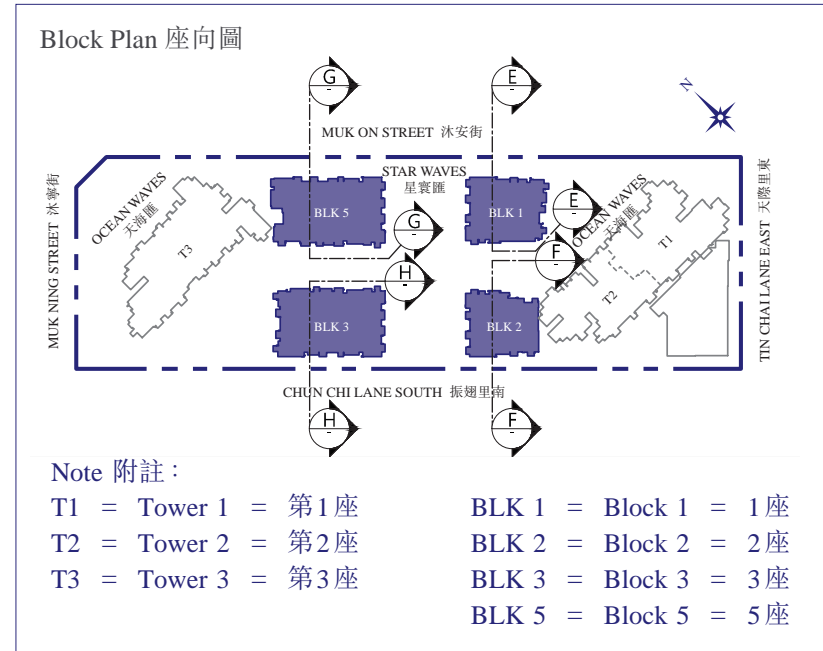 Block Plan 座向圖
G
-
E
-
N
MUK ON STREET 沐安街
STAR WAVES
星寰匯
OCEAN WAVES
天海匯
T3
BLK 5
BLK 1
E
-
G
-
F
-
H
-
OCEAN WAVES
天海匯
T1
T2
MUK NING STREET 沐寧街
TIN CHAI LANE EAST 天際里東
BLK 3
BLK 2
CHUN CHI LANE SOUTH 振翅里南
H
-
F
-
Note 附註：
T1 = Tower 1 = 第1座
T2 = Tower 2 = 第2座
T3 = Tower 3 = 第3座
BLK 1 = Block 1 = 1座
BLK 2 = Block 2 = 2座
BLK 3 = Block 3 = 3座
BLK 5 = Block 5 = 5座